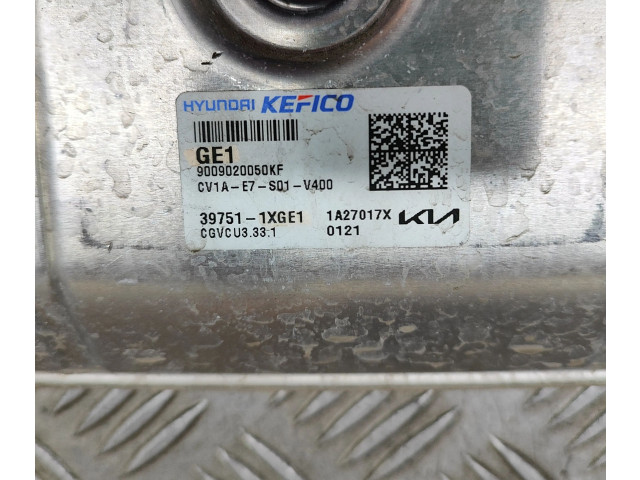 HYUNDAI KEFICO
GE1
9009020050KF
CV1A-E7-S01-V400
39751-1XGE1 1A27017X KIA
CGVCU3.33.1 0121